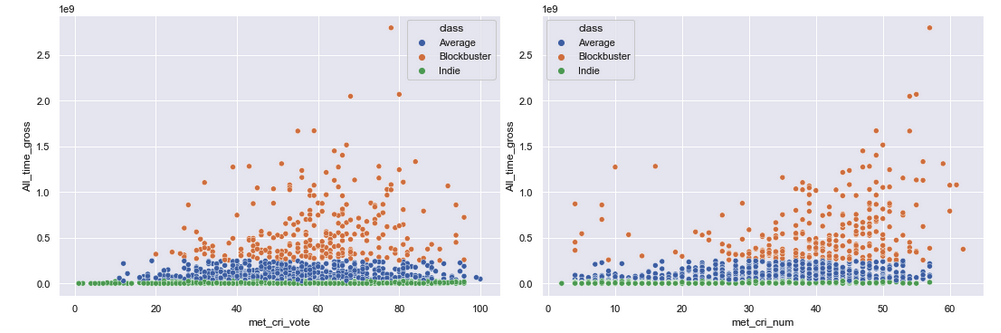 1e9
1e9
class
Average
Blockbuster
Indie
class
Average
Blockbuster
Indie
2.5
2.0
1.5
1.0
0.5
0.0
All_time_gross
0 20 40 60 80 100
met_cri_vote
2.5
2.0
1.5
1.0
0.5
0.0
All_time_gross
0 10 20 30 40 50 60
met_cri_num